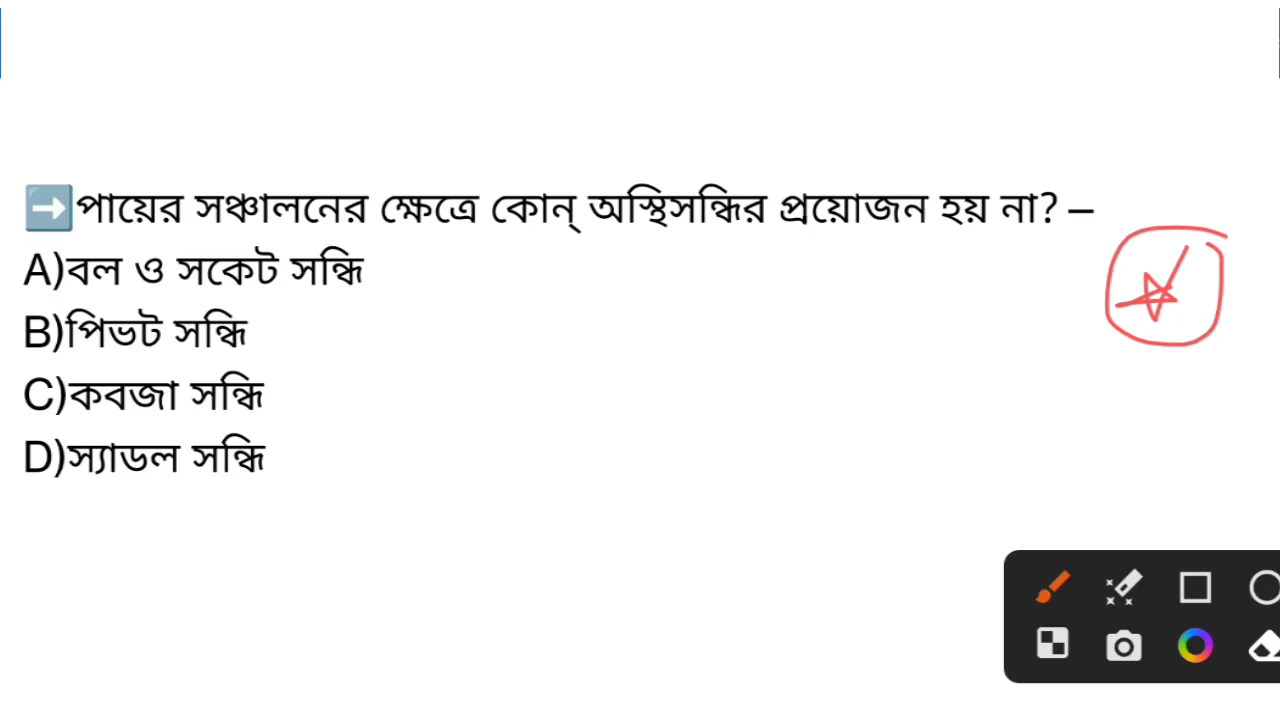 ➡️পায়ের সঞ্চালনের ক্ষেত্রে কোন্ অস্থিসন্ধির প্রয়োজন হয় না? –
A)বল ও সকেট সন্ধি
B)পিভট সন্ধি
C)কবজা সন্ধি
D)স্যাডল সন্ধি